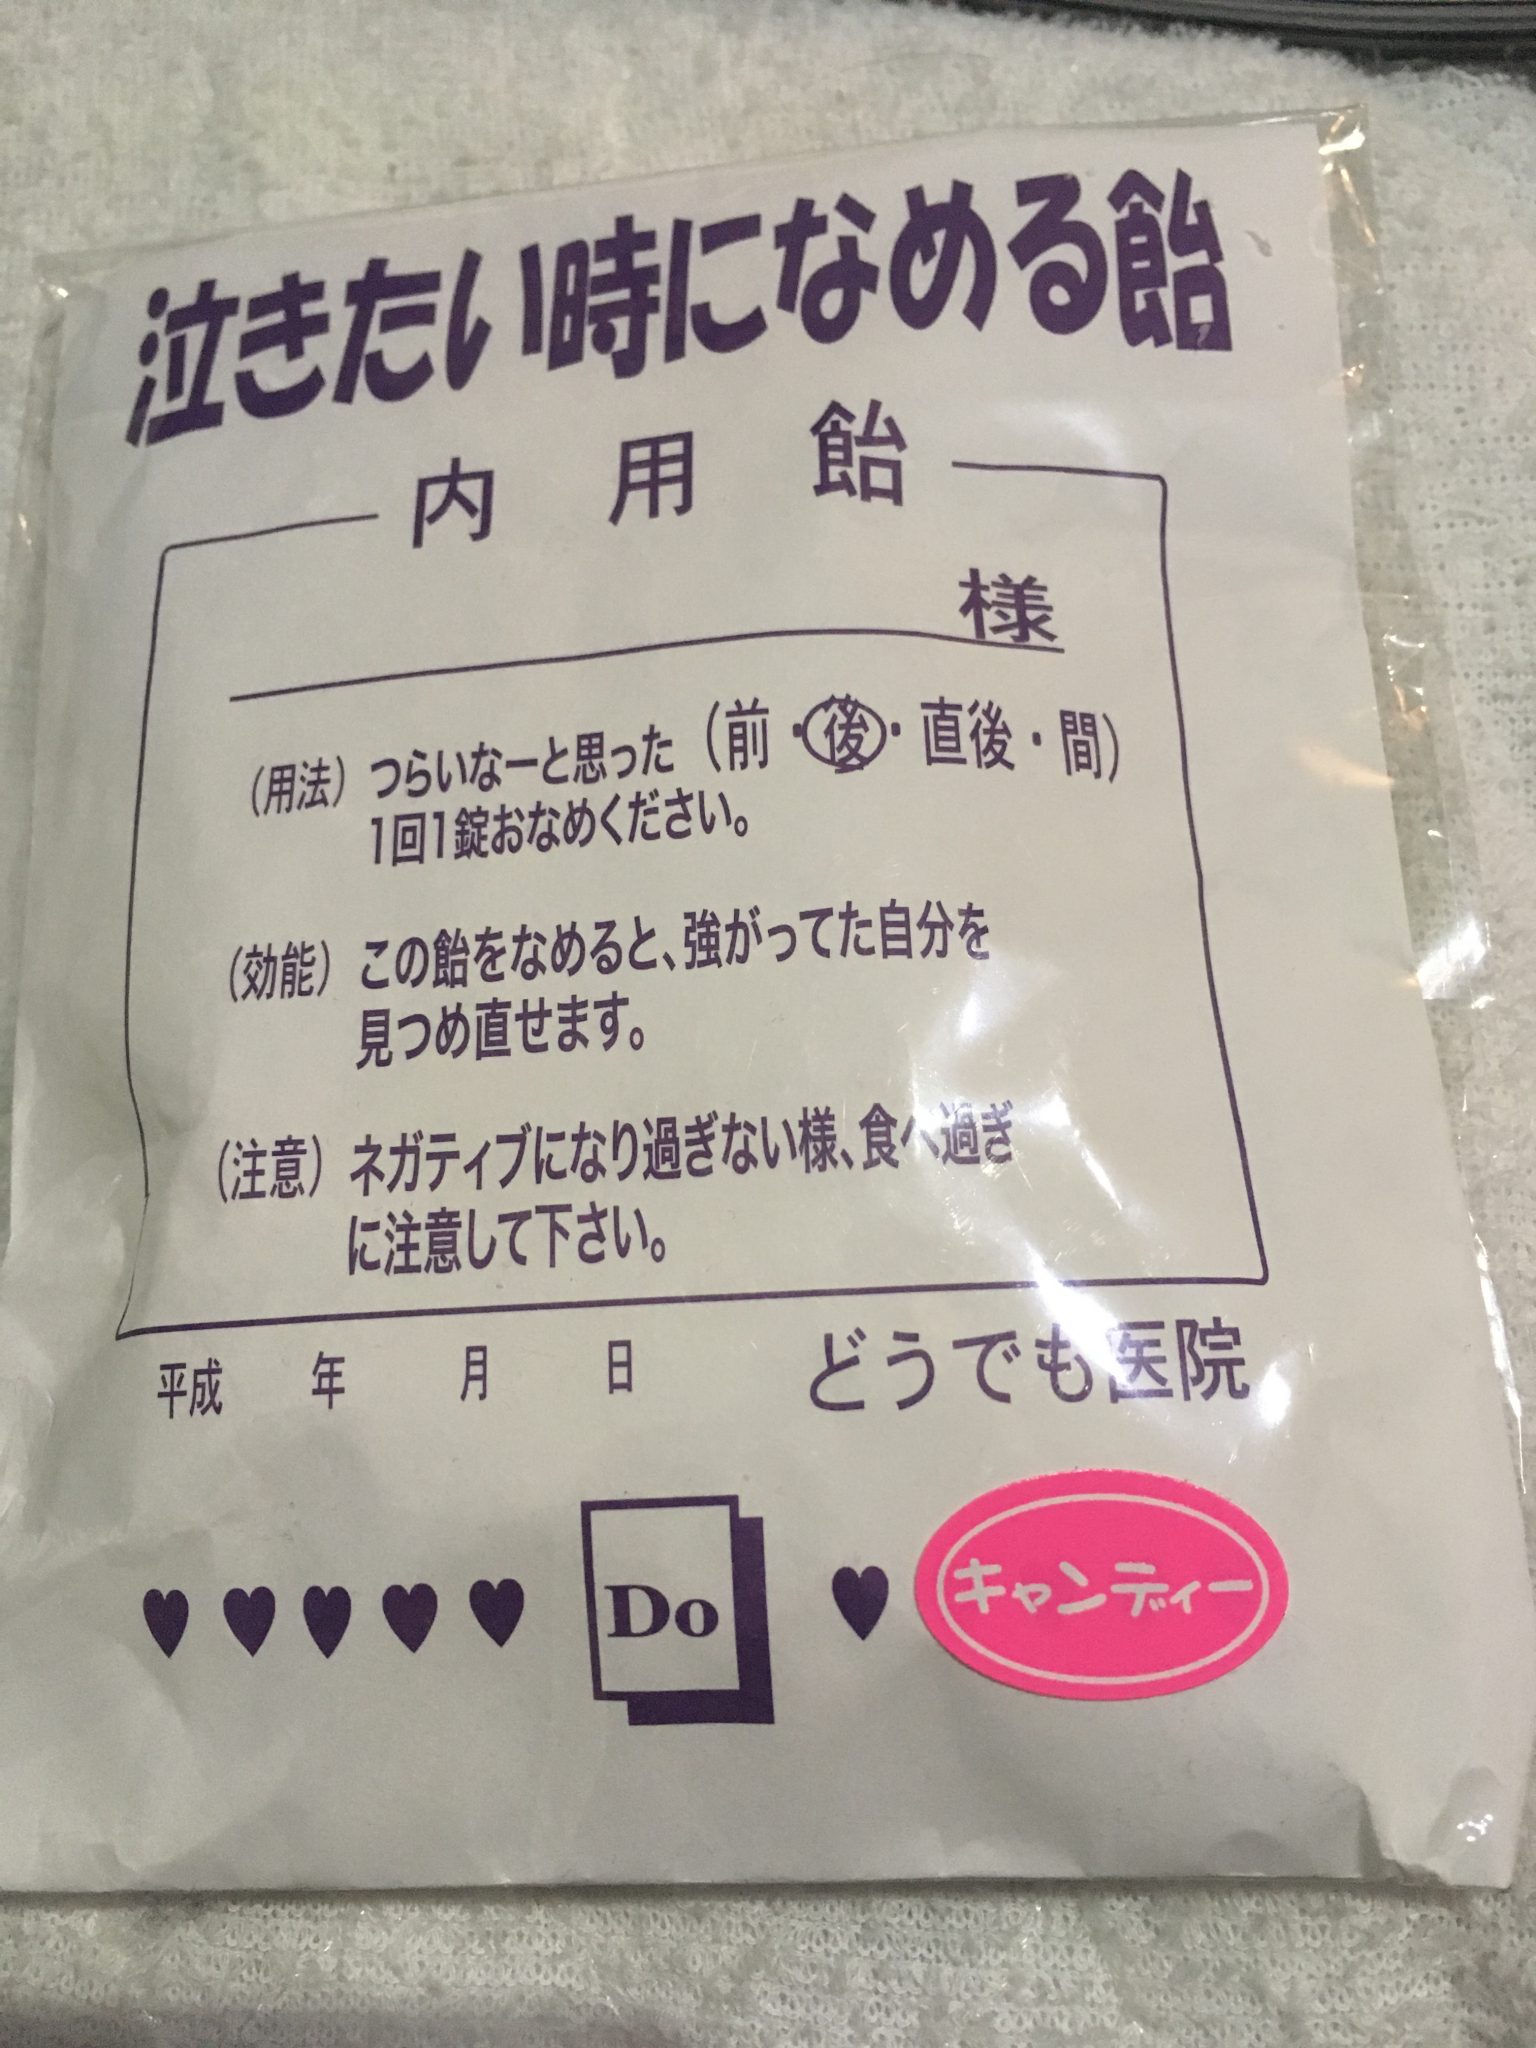 泣きたい時になめる飴
内用飴
様
(用法) つらいなーと思った (前・後・直後・間)
1回1錠おなめください。
(効能) この飴をなめると、強がってた自分を
見つめ直せます。
(注意) ネガティブになり過ぎない様、食べ過ぎ
に注意して下さい。
平成 年 月 日 どうでも医院
♥♥♥♥♥ Do ♥ キャンディー